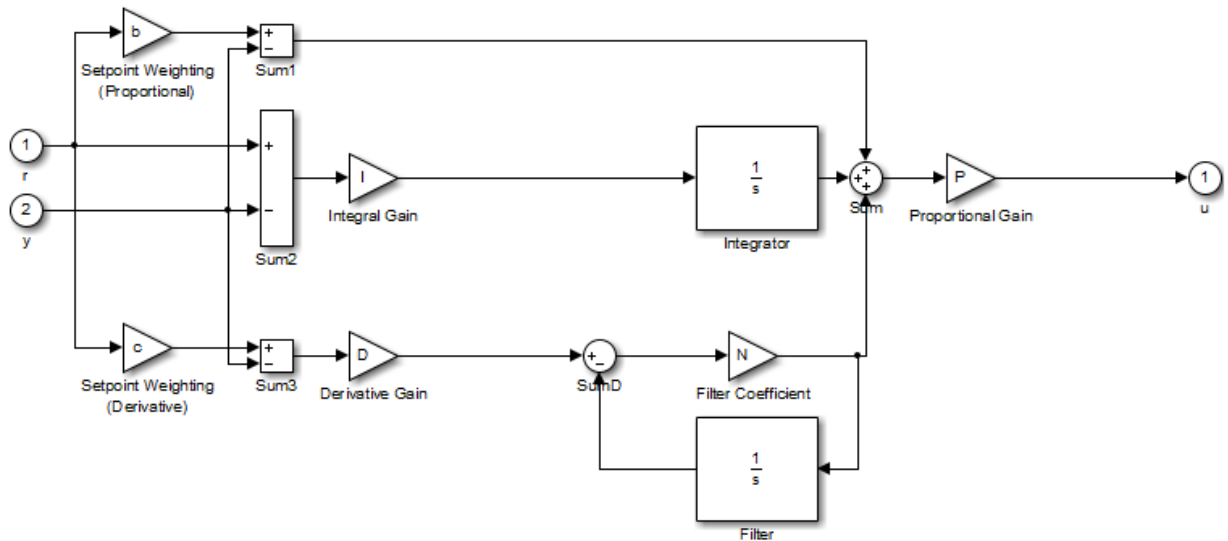 b
+
−
Sum1
Setpoint Weighting
(Proportional)
1
r
2
y
+
−
Sum2
I
Integral Gain
1
s
Integrator
+
+
+
Sum
P
Proportional Gain
1
u
c
Setpoint Weighting
(Derivative)
+
−
Sum3
D
Derivative Gain
+
−
SumD
N
Filter Coefficient
1
s
Filter